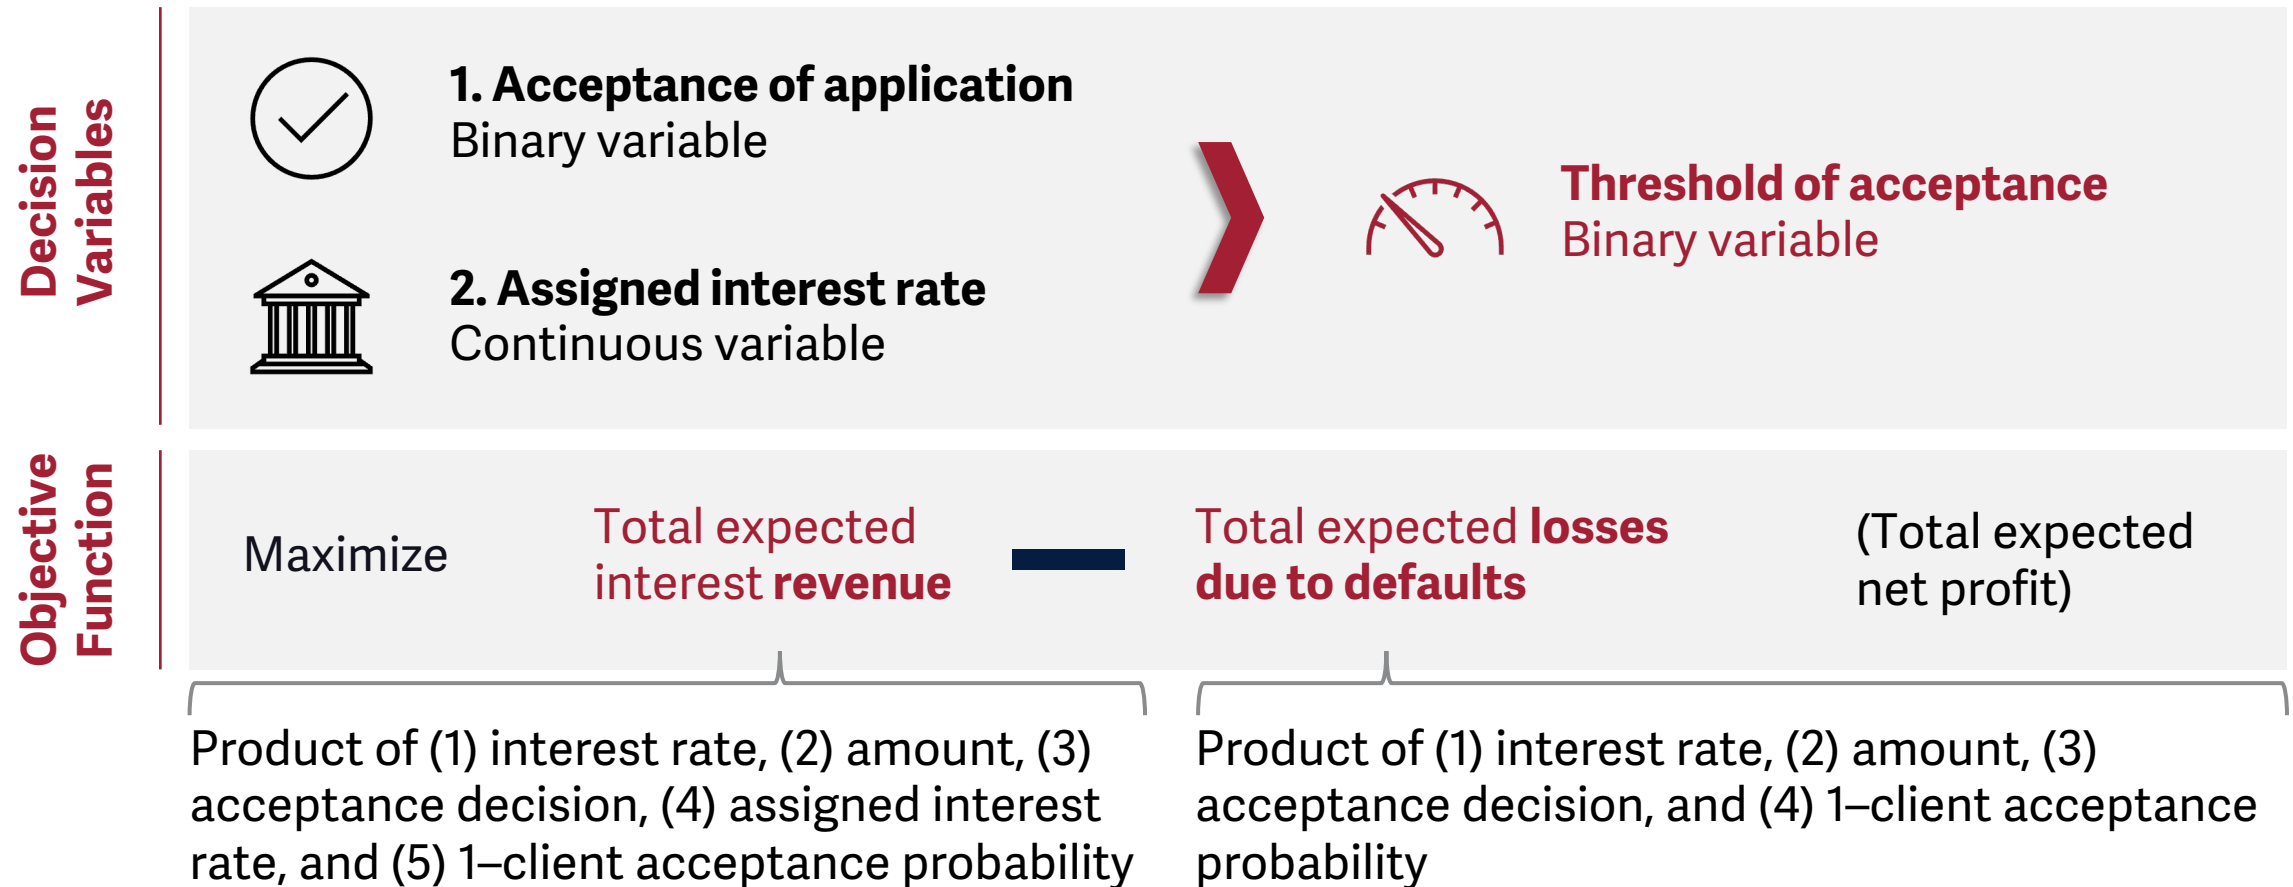 Decision
Variables
1. Acceptance of application
Binary variable
2. Assigned interest rate
Continuous variable
Threshold of acceptance
Binary variable
Objective
Function
Maximize
Total expected
interest revenue
Total expected losses
due to defaults
(Total expected
net profit)
Product of (1) interest rate, (2) amount, (3)
acceptance decision, (4) assigned interest
rate, and (5) 1–client acceptance probability
Product of (1) interest rate, (2) amount, (3)
acceptance decision, and (4) 1–client acceptance
probability